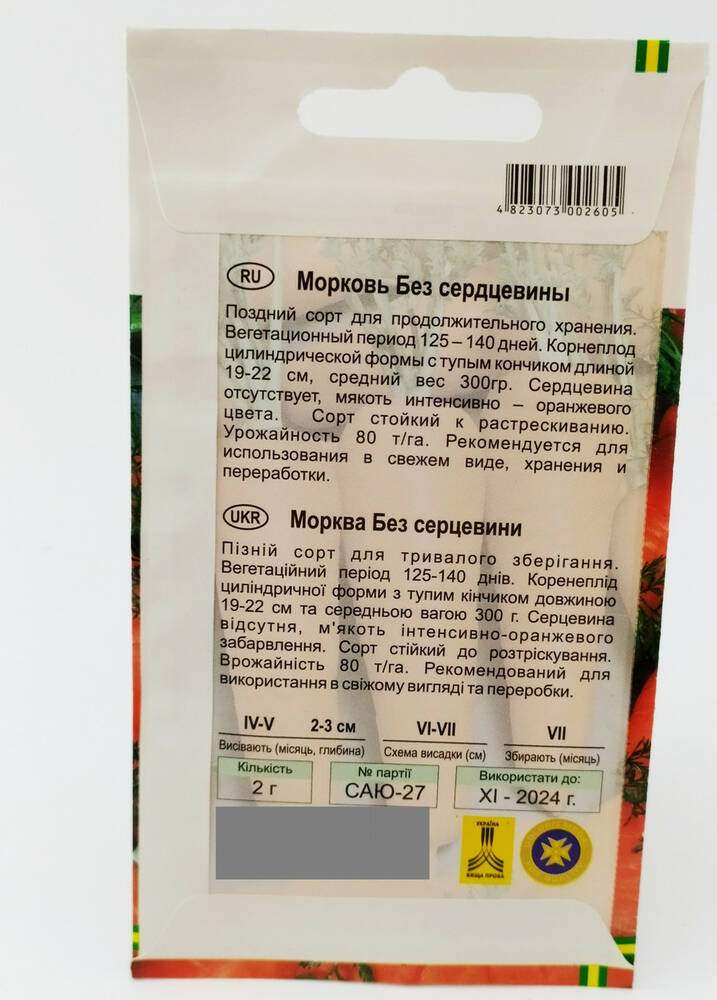 4 823073 002605
RU Морковь Без сердцевины
Поздний сорт для продолжительного хранения.
Вегетационный период 125 – 140 дней. Корнеплод
цилиндрической формы с тупым кончиком длиной
19-22 см, средний вес 300гр. Сердцевина
отсутствует, мякоть интенсивно – оранжевого
цвета. Сорт стойкий к растрескиванию.
Урожайность 80 т/га. Рекомендуется для
использования в свежем виде, хранения и
переработки.
UKR Морква Без серцевини
Пізній сорт для тривалого зберігання.
Вегетаційний період 125-140 днів. Коренеплід
циліндричної форми з тупим кінчиком довжиною
19-22 см та середньою вагою 300 г. Серцевина
відсутня, м'якоть інтенсивно-оранжевого
забарвлення. Сорт стійкий до розтріскування.
Врожайність 80 т/га. Рекомендований для
використання в свіжому вигляді та переробки.
IV-V 2-3 см VI-VII VII
Висівають (місяць, глибина) Схема висадки (см) Збирають (місяць)
Кількість № партії Використати до:
2 г САЮ-27 XI - 2024 г.
УКРАЇНА
ВИЩА ПРОБА